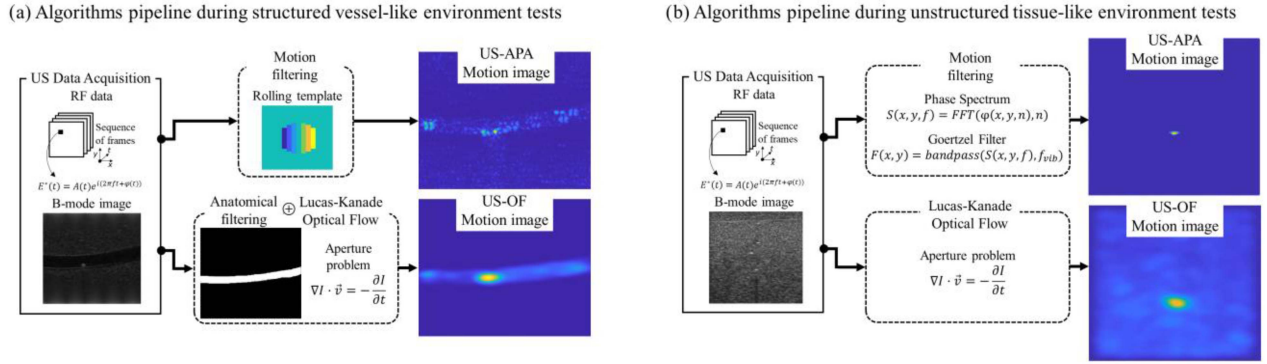 (a) Algorithms pipeline during structured vessel-like environment tests
US Data Acquisition
RF data
Sequence
of frames
y
x
E⁺(t) = A(t)e^{i(2πft+φ(t))}
B-mode image
Motion
filtering
Rolling template
US-APA
Motion image
Anatomical
filtering
⊕
Lucas-Kanade
Optical Flow
Aperture
problem
∇I · v⃗ = −∂I/∂t
US-OF
Motion image
(b) Algorithms pipeline during unstructured tissue-like environment tests
US Data Acquisition
RF data
Sequence
of frames
y
x
E⁺(t) = A(t)e^{i(2πft+φ(t))}
B-mode image
Motion
filtering
Phase Spectrum
S(x, y, f) = FFT(φ(x, y, n), n)
Goertzel Filter
F(x, y) = bandpass(S(x, y, f), f_vib)
US-APA
Motion image
Lucas-Kanade
Optical Flow
Aperture problem
∇I · v⃗ = −∂I/∂t
US-OF
Motion image